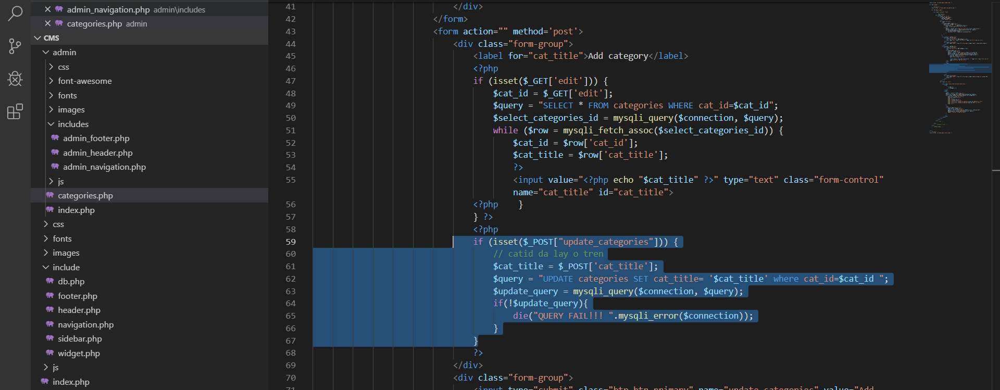 admin_navigation.php admin\includes
categories.php admin
CMS
admin
css
font-awesome
fonts
images
includes
admin_footer.php
admin_header.php
admin_navigation.php
js
categories.php
index.php
css
fonts
images
include
db.php
footer.php
header.php
navigation.php
sidebar.php
widget.php
js
index.php
41 </div>
42 </form>
43 <form action="" method='post'>
44 <div class="form-group">
45 <label for="cat_title">Add category</label>
46 <?php
47 if (isset($_GET['edit'])) {
48 $cat_id = $_GET['edit'];
49 $query = "SELECT * FROM categories WHERE cat_id=$cat_id";
50 $select_categories_id = mysqli_query($connection, $query);
51 while ($row = mysqli_fetch_assoc($select_categories_id)) {
52 $cat_id = $row['cat_id'];
53 $cat_title = $row['cat_title'];
54 ?>
55 <input value="<?php echo "$cat_title" ?>" type="text" class="form-control"
name="cat_title" id="cat_title">
56 <?php }
57 } ?>
58 <?php
59 if (isset($_POST["update_categories"])) {
60 // catid da lay o tren
61 $cat_title = $_POST['cat_title'];
62 $query = "UPDATE categories SET cat_title= '$cat_title' where cat_id=$cat_id ";
63 $update_query = mysqli_query($connection, $query);
64 if(!$update_query){
65 die("QUERY FAIL!!! ".mysqli_error($connection));
66 }
67 }
68 ?>
69 </div>
70 <div class="form-group">
71 <input type="submit" class="btn btn-primary" name="update_categories" value="Add